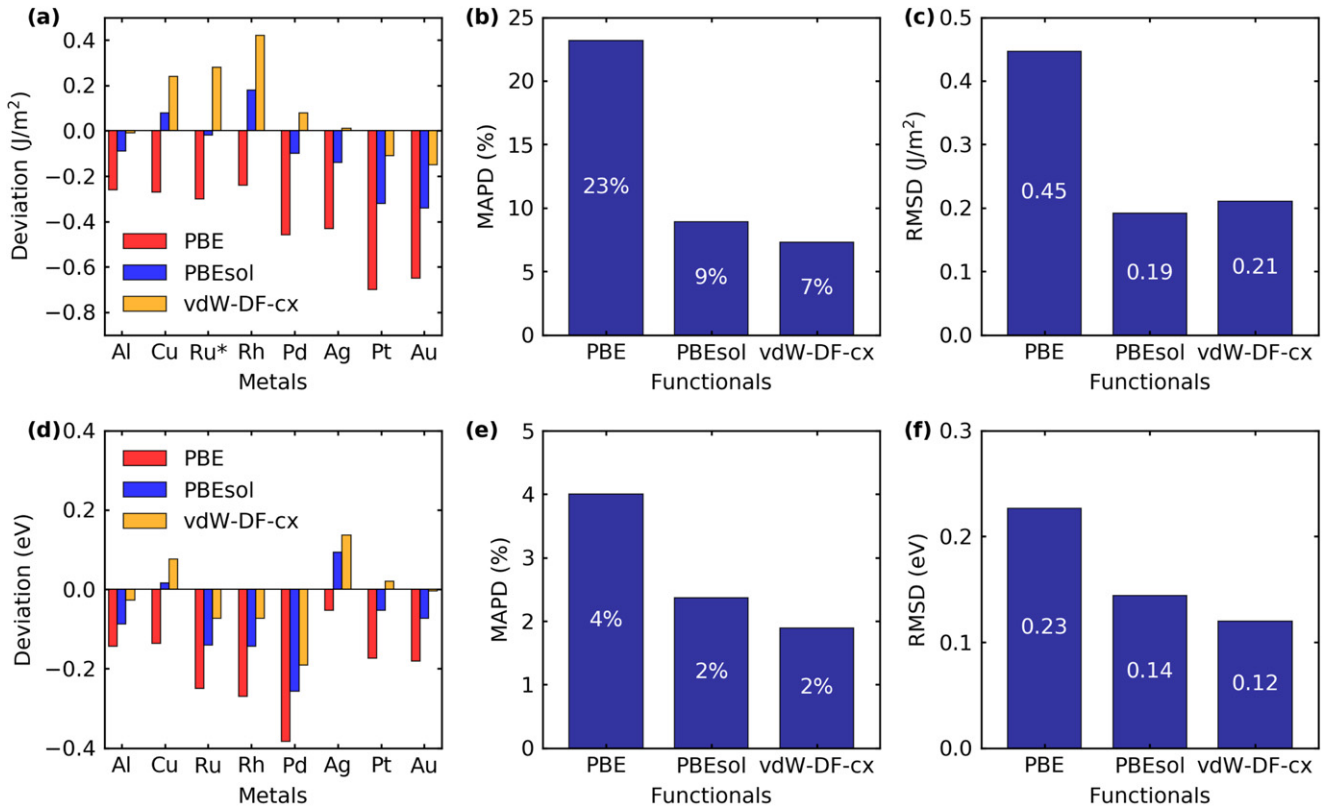 (a)
0.4
0.2
0.0
−0.2
−0.4
−0.6
−0.8
Deviation (J/m²)
PBE
PBEsol
vdW-DF-cx
Al Cu Ru* Rh Pd Ag Pt Au
Metals
(b)
25
20
15
10
5
0
MAPD (%)
23%
9%
7%
PBE PBEsol vdW-DF-cx
Functionals
(c)
0.5
0.4
0.3
0.2
0.1
0.0
RMSD (J/m²)
0.45
0.19
0.21
PBE PBEsol vdW-DF-cx
Functionals
(d)
0.4
0.2
0.0
−0.2
−0.4
Deviation (eV)
PBE
PBEsol
vdW-DF-cx
Al Cu Ru Rh Pd Ag Pt Au
Metals
(e)
5
4
3
2
1
0
MAPD (%)
4%
2%
2%
PBE PBEsol vdW-DF-cx
Functionals
(f)
0.3
0.2
0.1
0.0
RMSD (eV)
0.23
0.14
0.12
PBE PBEsol vdW-DF-cx
Functionals